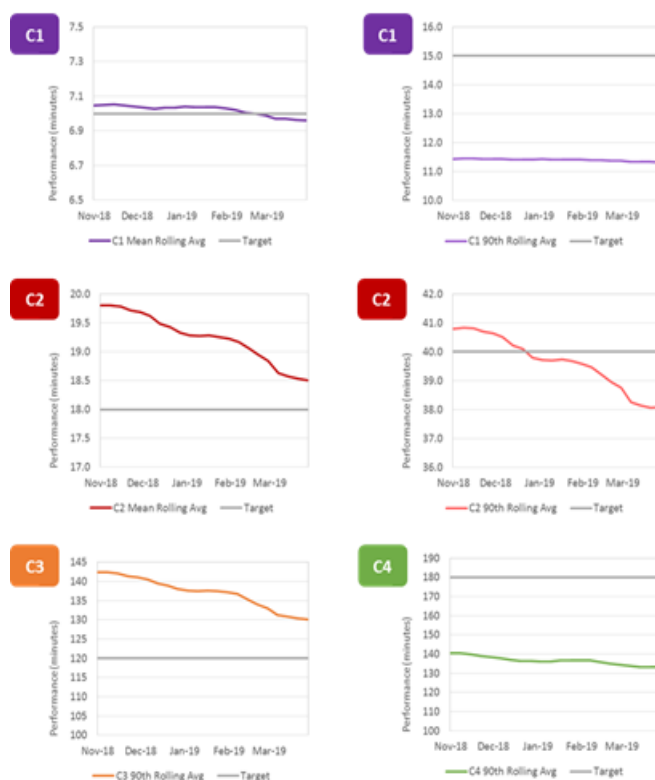 C1
7.5
7.3
7.1
6.9
6.7
6.5
Performance (minutes)
Nov-18 Dec-18 Jan-19 Feb-19 Mar-19
C1 Mean Rolling Avg Target
C1
16.0
15.0
14.0
13.0
12.0
11.0
10.0
Performance (minutes)
Nov-18 Dec-18 Jan-19 Feb-19 Mar-19
C1 90th Rolling Avg Target
C2
20.0
19.5
19.0
18.5
18.0
17.5
17.0
Performance (minutes)
Nov-18 Dec-18 Jan-19 Feb-19 Mar-19
C2 Mean Rolling Avg Target
C2
42.0
41.0
40.0
39.0
38.0
37.0
36.0
Performance (minutes)
Nov-18 Dec-18 Jan-19 Feb-19 Mar-19
C2 90th Rolling Avg Target
C3
145
140
135
130
125
120
115
110
105
100
Performance (minutes)
Nov-18 Dec-18 Jan-19 Feb-19 Mar-19
C3 90th Rolling Avg Target
C4
190
180
170
160
150
140
130
120
110
100
Performance (minutes)
Nov-18 Dec-18 Jan-19 Feb-19 Mar-19
C4 90th Rolling Avg Target